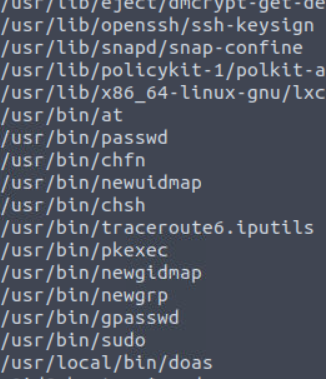 /usr/lib/eject/dmcrypt-get-de
/usr/lib/openssh/ssh-keysign
/usr/lib/snapd/snap-confine
/usr/lib/policykit-1/polkit-a
/usr/lib/x86_64-linux-gnu/lxc
/usr/bin/at
/usr/bin/passwd
/usr/bin/chfn
/usr/bin/newuidmap
/usr/bin/chsh
/usr/bin/traceroute6.iputils
/usr/bin/pkexec
/usr/bin/newgidmap
/usr/bin/newgrp
/usr/bin/gpasswd
/usr/bin/sudo
/usr/local/bin/doas